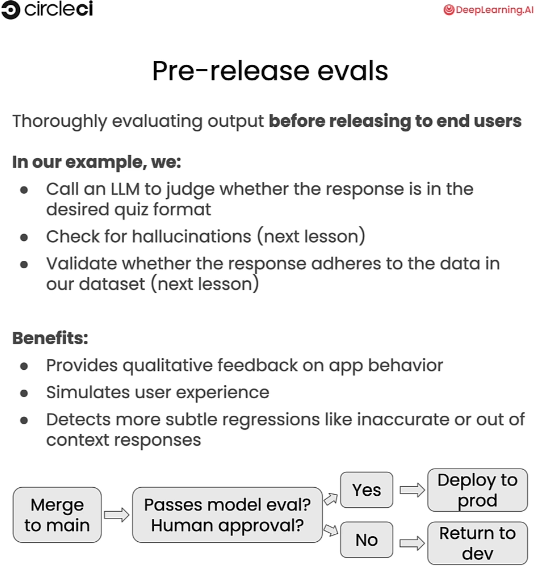 circleci
DeepLearning.AI
Pre-release evals
Thoroughly evaluating output before releasing to end users
In our example, we:
● Call an LLM to judge whether the response is in the
desired quiz format
● Check for hallucinations (next lesson)
● Validate whether the response adheres to the data in
our dataset (next lesson)
Benefits:
● Provides qualitative feedback on app behavior
● Simulates user experience
● Detects more subtle regressions like inaccurate or out of
context responses
Merge
to main
Passes model eval?
Human approval?
Yes
Deploy to
prod
No
Return to
dev